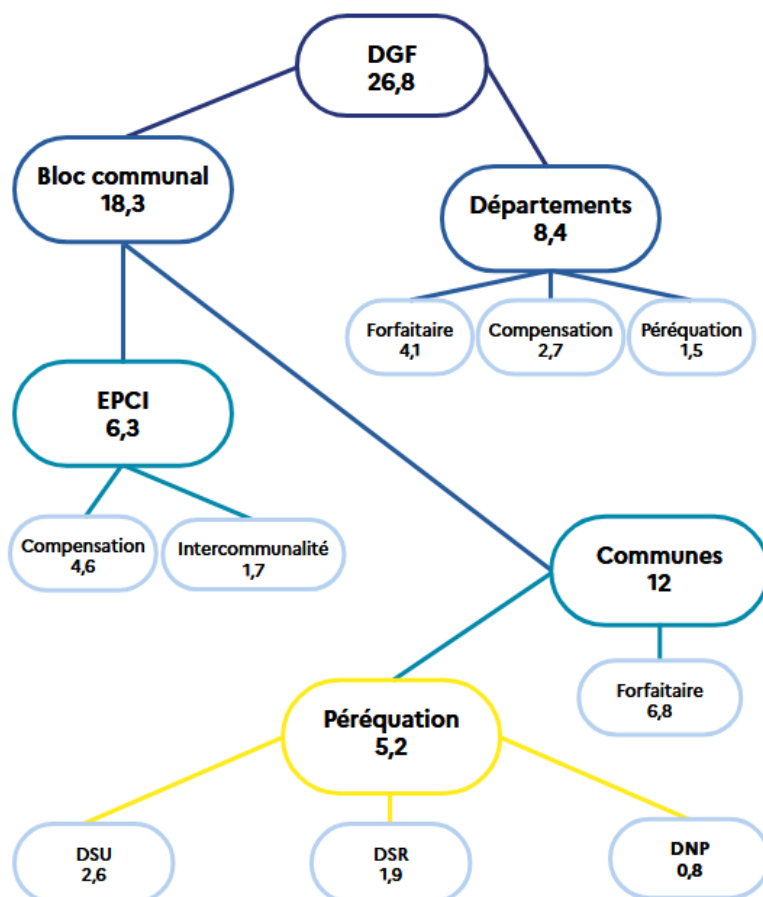 DGF
26,8
Bloc communal
18,3
Départements
8,4
Forfaitaire
4,1
Compensation
2,7
Péréquation
1,5
EPCI
6,3
Compensation
4,6
Intercommunalité
1,7
Communes
12
Forfaitaire
6,8
Péréquation
5,2
DSU
2,6
DSR
1,9
DNP
0,8